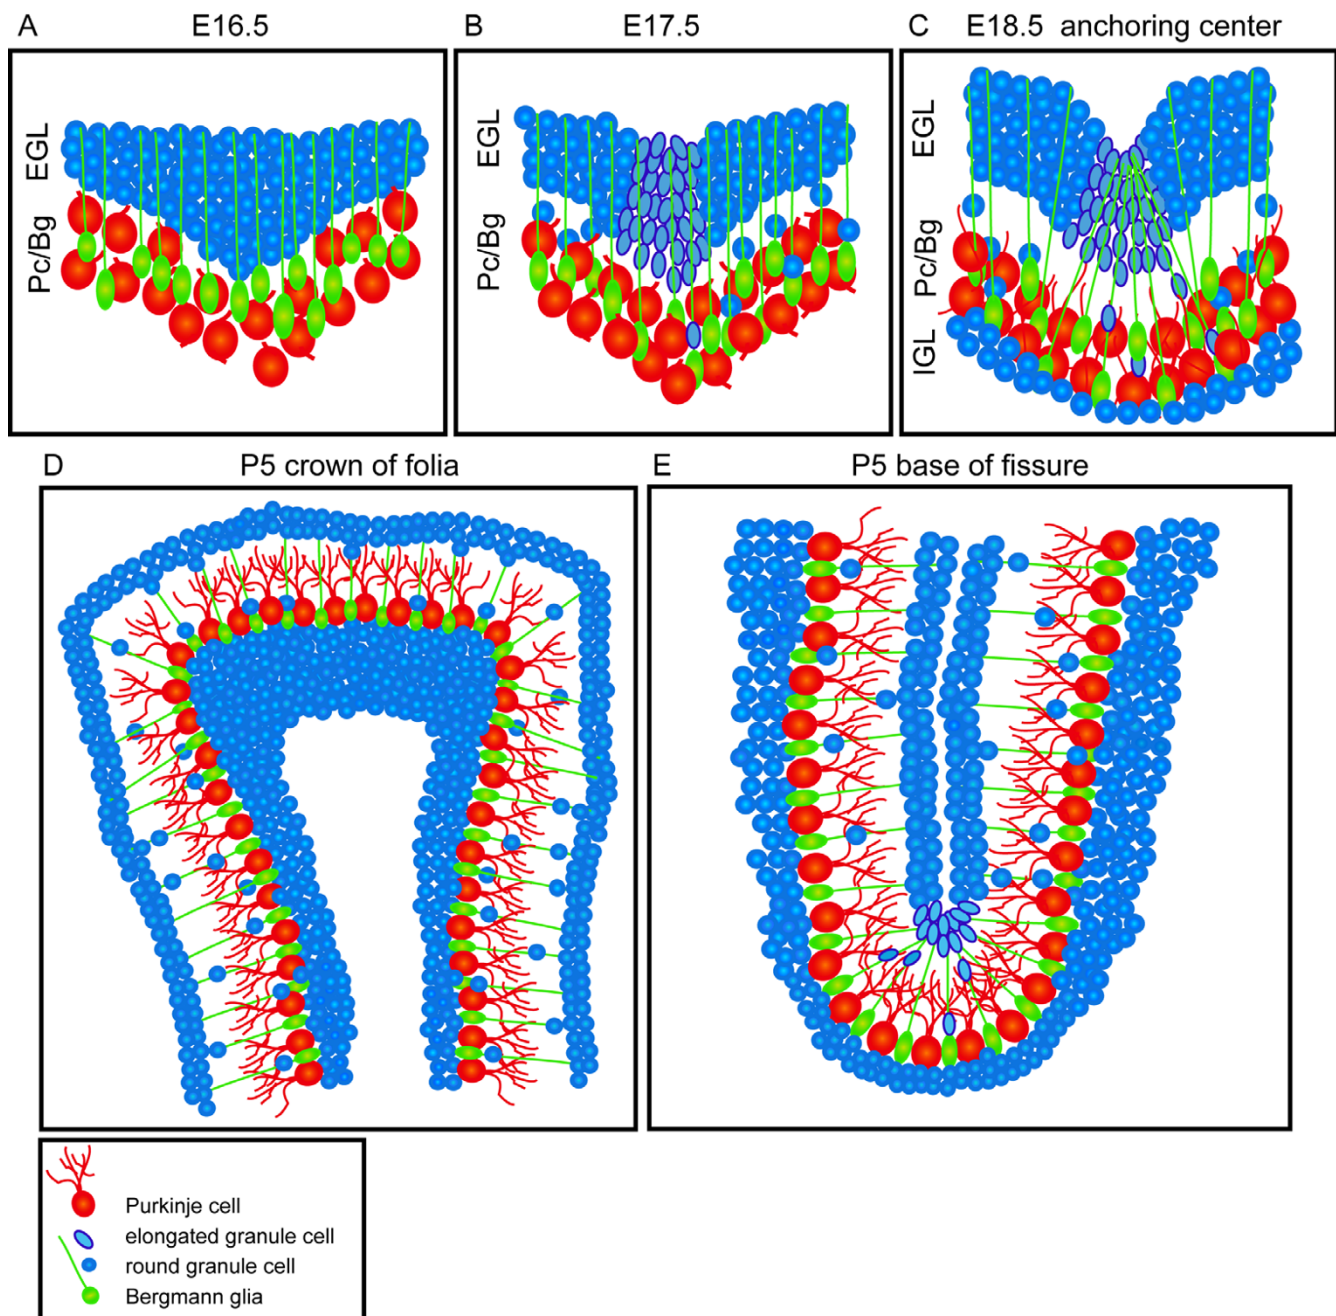 A E16.5
EGL
Pc/Bg
B E17.5
EGL
Pc/Bg
C E18.5 anchoring center
EGL
Pc/Bg
IGL
D P5 crown of folia
E P5 base of fissure
Purkinje cell
elongated granule cell
round granule cell
Bergmann glia